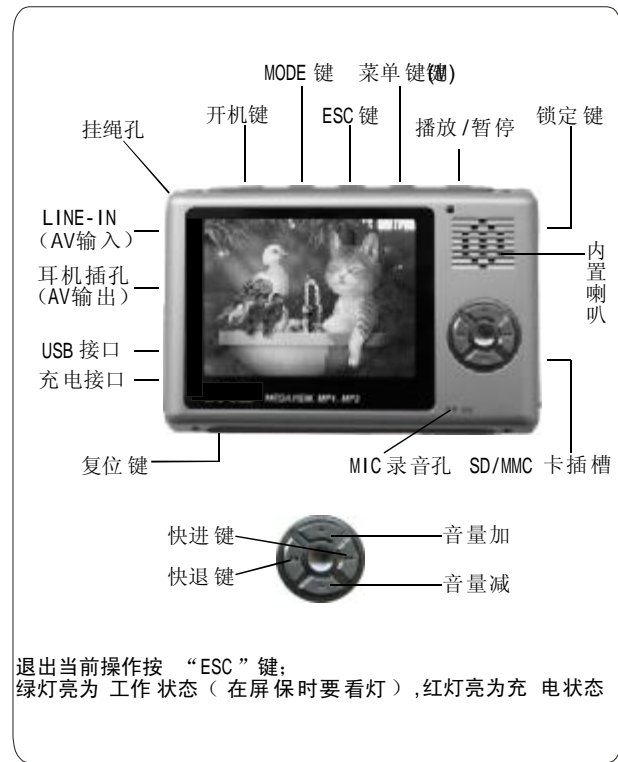 MODE 键
菜单 键(M)
开机键
ESC 键
播放 /暂停
锁定 键
挂绳孔
LINE-IN
(AV输入)
耳机插孔
(AV输出)
内置喇叭
USB 接口
充电接口
复位 键
MIC 录音孔
SD/MMC 卡插槽
快进 键
音量加
快退 键
音量减
退出当前操作按 “ESC ”键;
绿灯亮为 工作 状态 ( 在屏保时要看灯 ) ,红灯亮为充 电状态